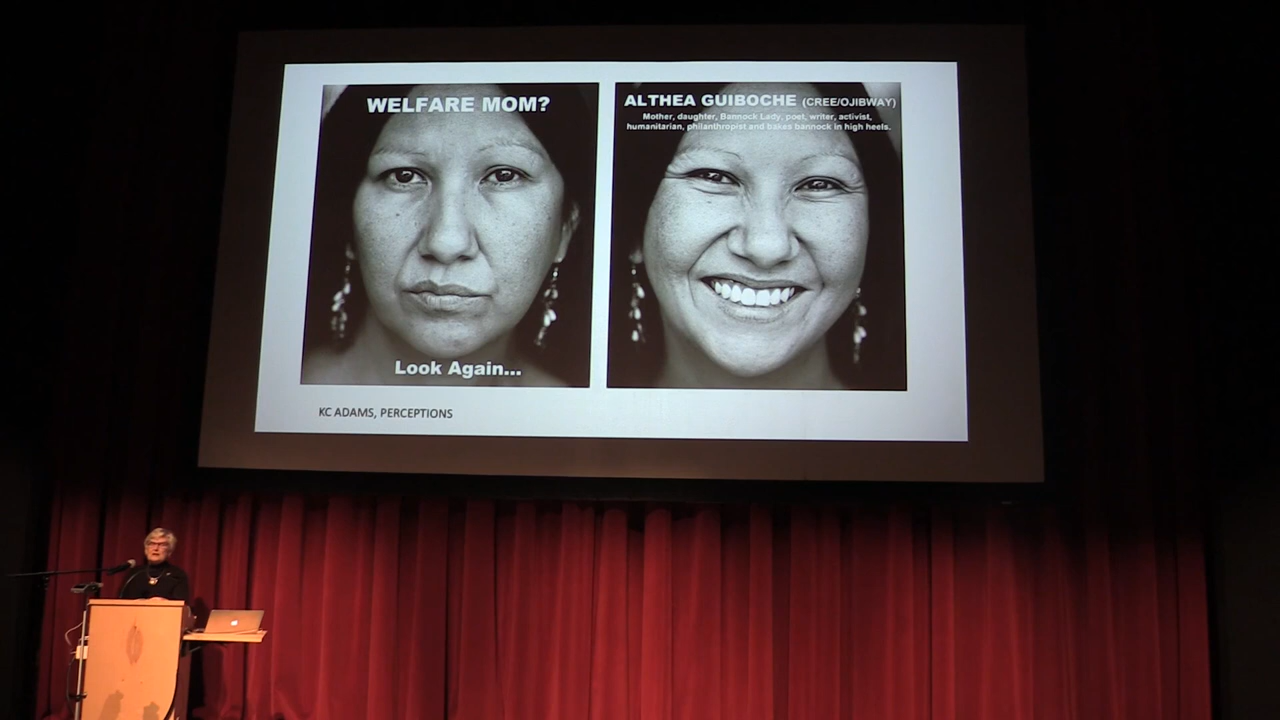 WELFARE MOM?
Look Again...
ALTHEA GUIBOCHE (CREE/OJIBWAY)
Mother, daughter, Bannock Lady, poet, writer, activist,
humanitarian, philanthropist and bakes bannock in high heels.
KC ADAMS, PERCEPTIONS